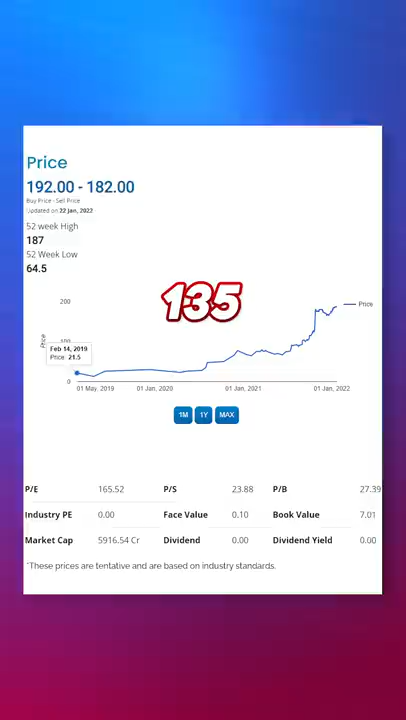 Price
192.00 - 182.00
Buy Price - Sell Price
Updated on 22 Jan, 2022
52 week High
187
52 Week Low
64.5
135
200
Price
100
Price
Feb 14, 2019
Price: 21.5
0
01 May, 2019 01 Jan, 2020 01 Jan, 2021 01 Jan, 2022
1M 1Y MAX
P/E 165.52 P/S 23.88 P/B 27.39
Industry PE 0.00 Face Value 0.10 Book Value 7.01
Market Cap 5916.54 Cr Dividend 0.00 Dividend Yield 0.00
*These prices are tentative and are based on industry standards.